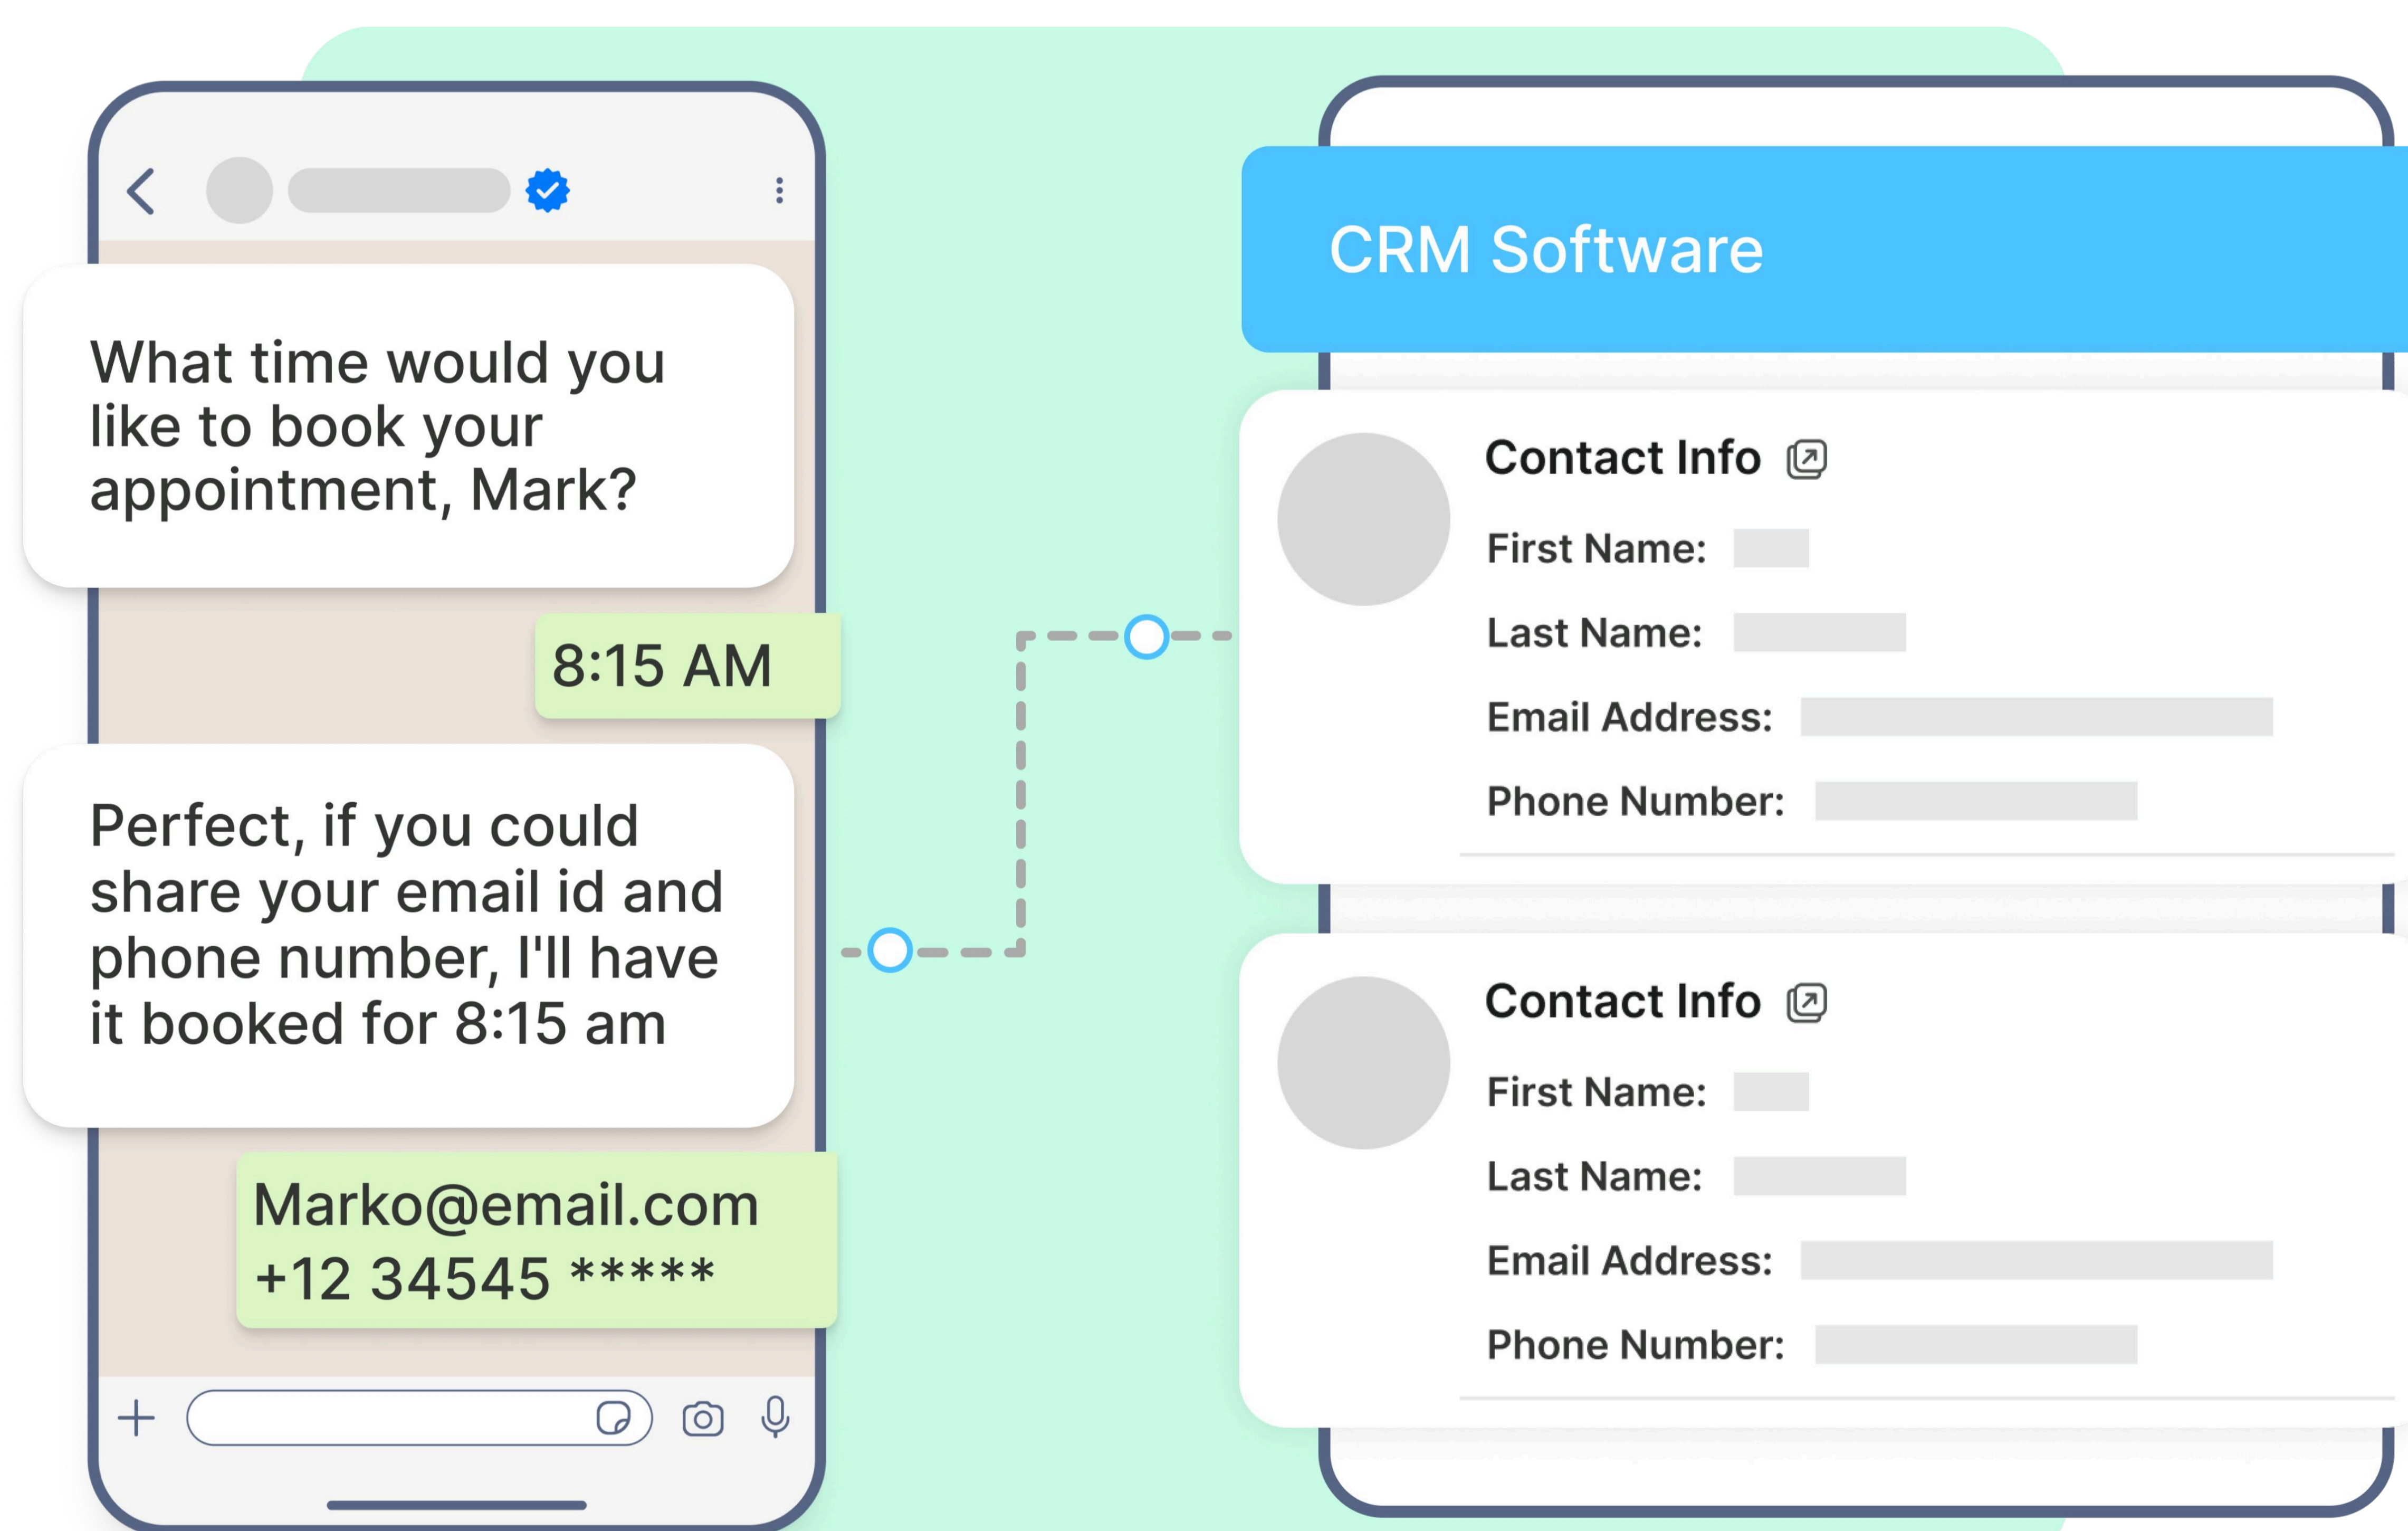 What time would you
like to book your
appointment, Mark?
8:15 AM
Perfect, if you could
share your email id and
phone number, I'll have
it booked for 8:15 am
Marko@email.com
+12 34545 *****
CRM Software
Contact Info
First Name:
Last Name:
Email Address:
Phone Number:
Contact Info
First Name:
Last Name:
Email Address:
Phone Number: